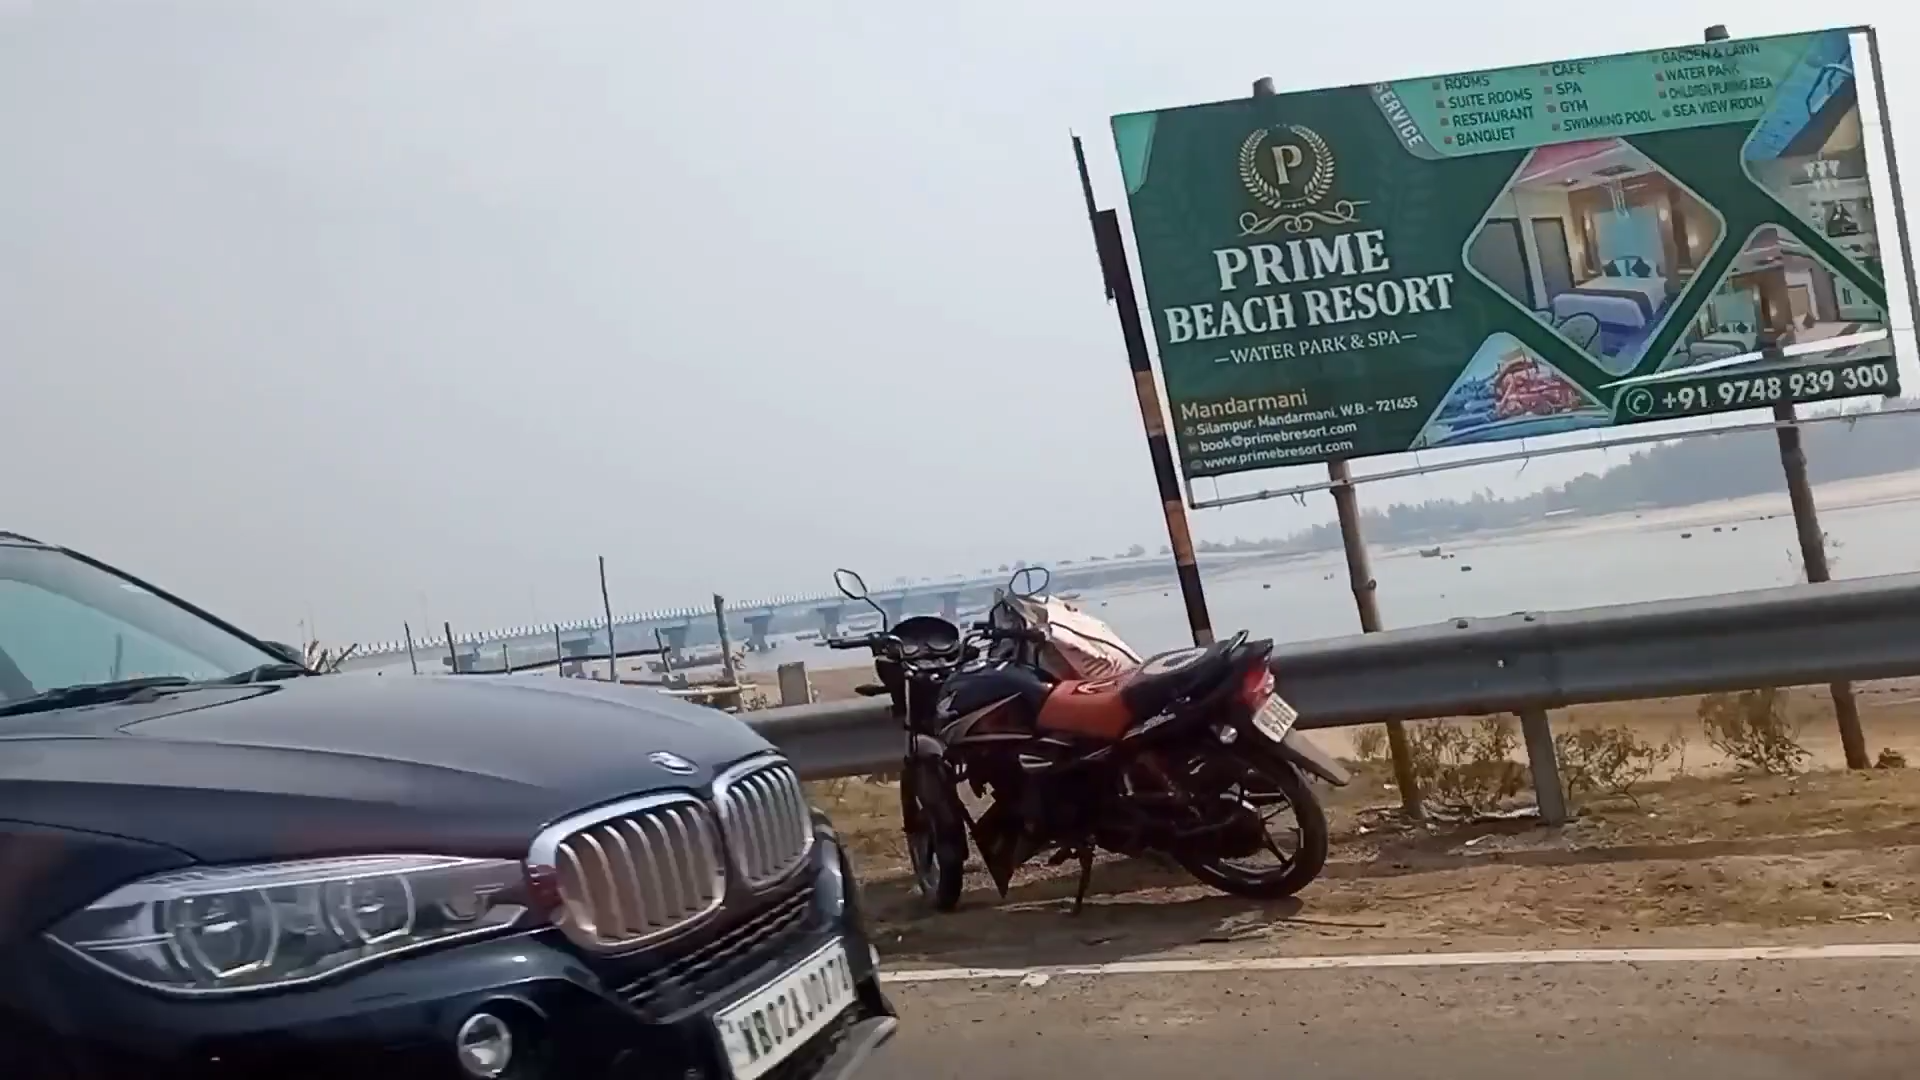 SERVICE
ROOMS
SUITE ROOMS
RESTAURANT
BANQUET
CAFE
SPA
GYM
SWIMMING POOL
GARDEN & LAWN
WATER PARK
CHILDREN PLAYING AREA
SEA VIEW ROOM
P
PRIME
BEACH RESORT
WATER PARK & SPA
Mandarmani
Silampur, Mandarmani, W.B.- 721455
book@primebresort.com
www.primebresort.com
+91 9748 939 300